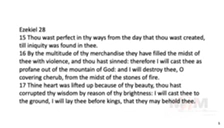 Ezekiel 28
15 Thou wast perfect in thy ways from the day that thou wast created,
till iniquity was found in thee.
16 By the multitude of thy merchandise they have filled the midst of
thee with violence, and thou hast sinned: therefore I will cast thee as
profane out of the mountain of God: and I will destroy thee, O
covering cherub, from the midst of the stones of fire.
17 Thine heart was lifted up because of thy beauty, thou hast
corrupted thy wisdom by reason of thy brightness: I will cast thee to
the ground, I will lay thee before kings, that they may behold thee.